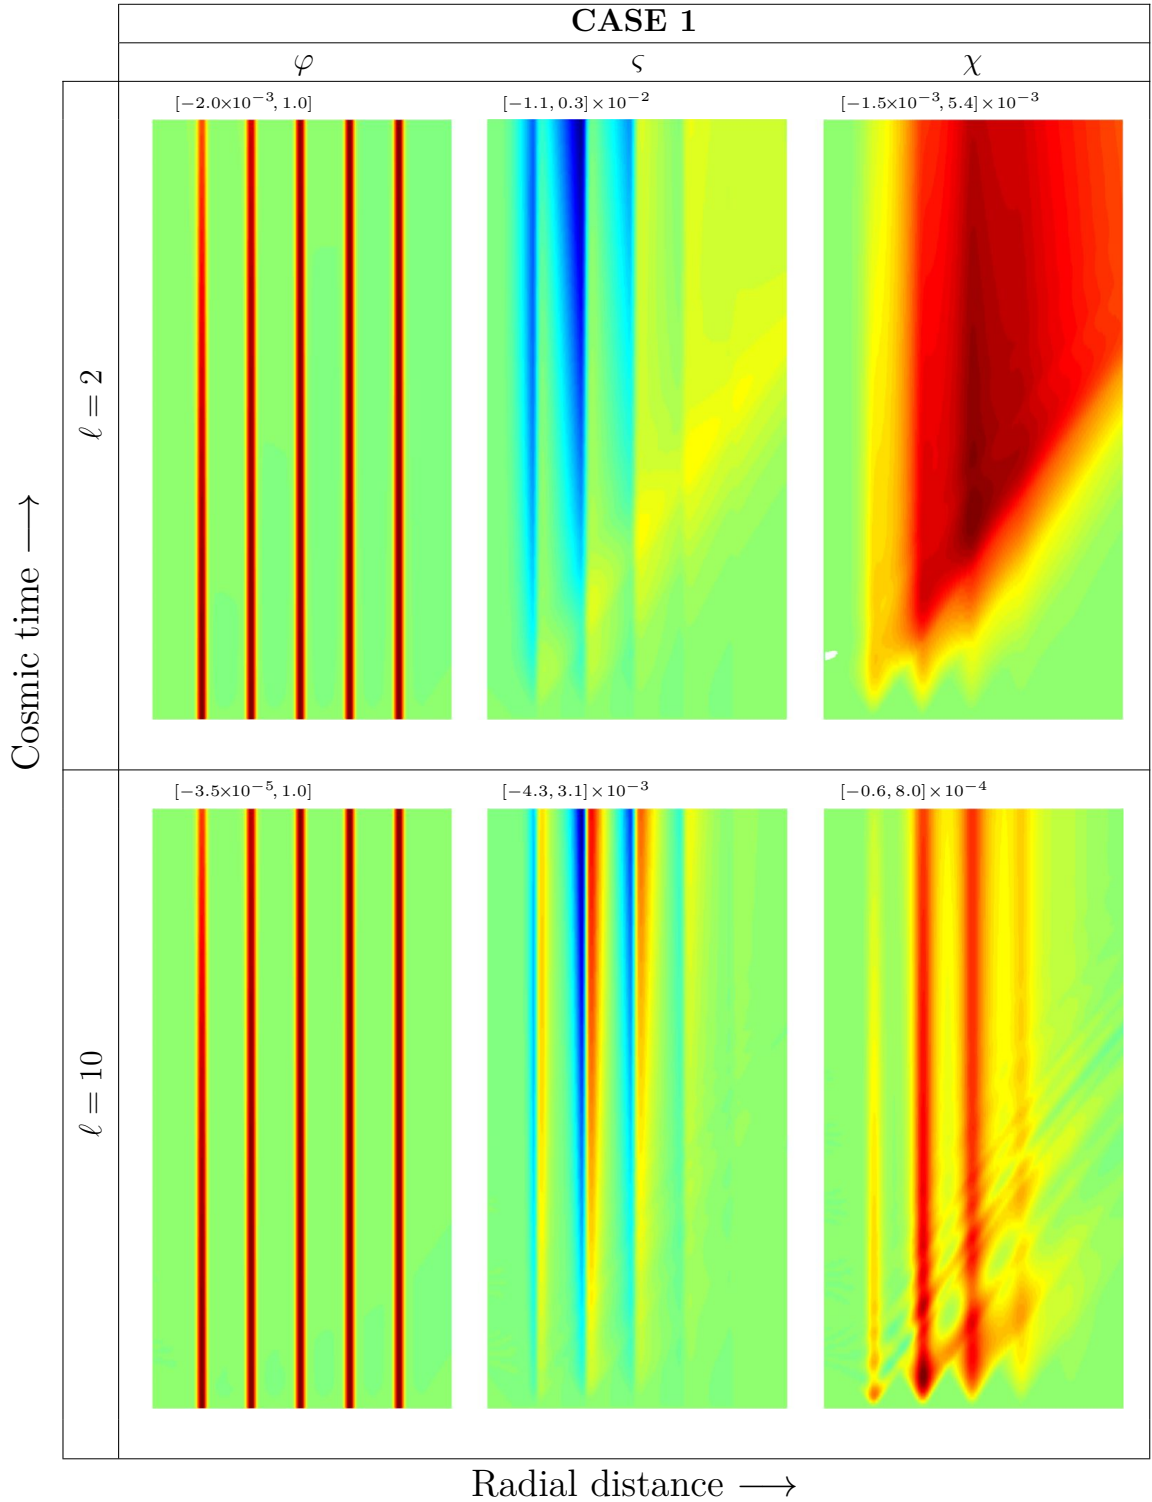 CASE 1
φ ς χ
[−2.0×10⁻³, 1.0] [−1.1, 0.3]×10⁻² [−1.5×10⁻³, 5.4]×10⁻³
ℓ = 2
Cosmic time ⟶
[−3.5×10⁻⁵, 1.0] [−4.3, 3.1]×10⁻³ [−0.6, 8.0]×10⁻⁴
ℓ = 10
Radial distance ⟶